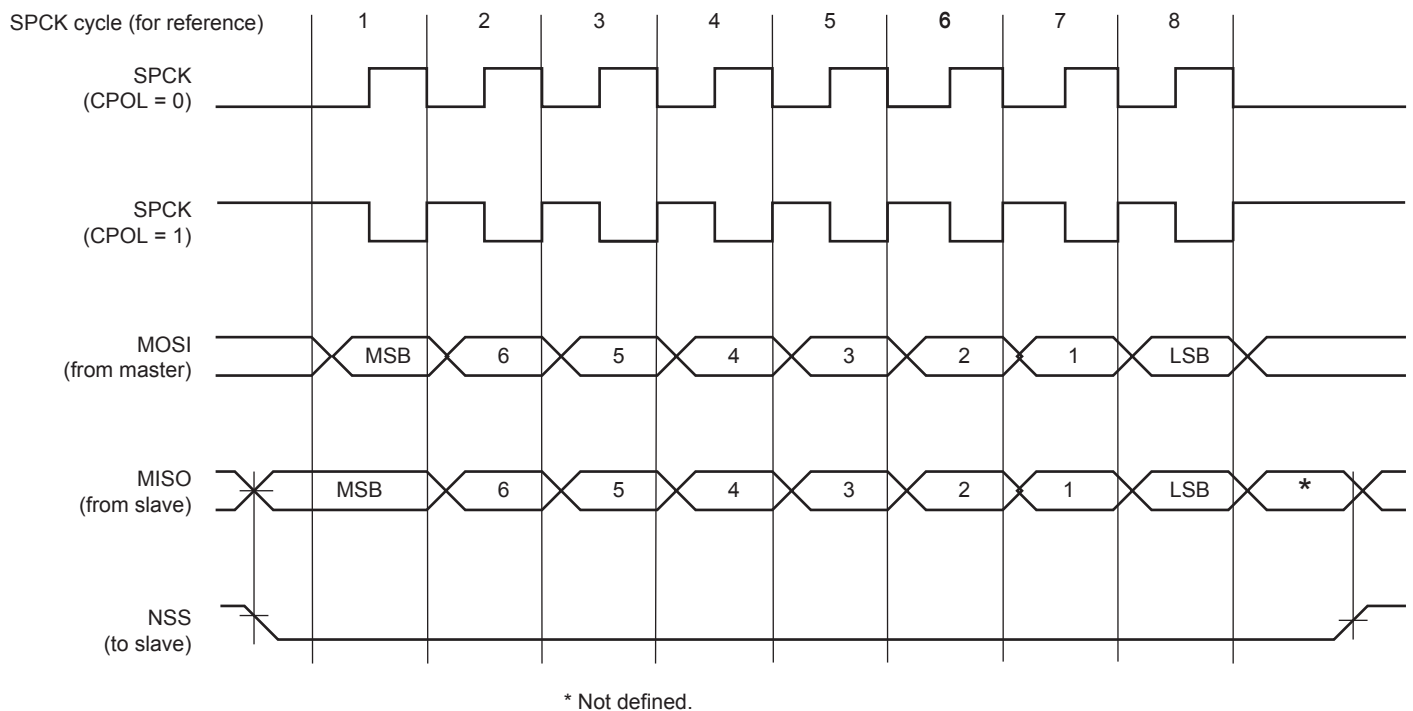 SPCK cycle (for reference) 1 2 3 4 5 6 7 8
SPCK
(CPOL = 0)
SPCK
(CPOL = 1)
MOSI
(from master)
MSB 6 5 4 3 2 1 LSB
MISO
(from slave)
MSB 6 5 4 3 2 1 LSB *
NSS
(to slave)
* Not defined.